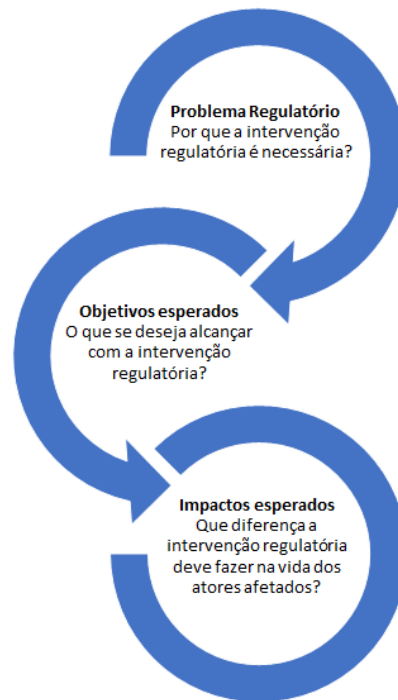 Problema Regulatório
Por que a intervenção
regulatória é necessária?
Objetivos esperados
O que se deseja alcançar
com a intervenção
regulatória?
Impactos esperados
Que diferença a
intervenção regulatória
deve fazer na vida dos
atores afetados?